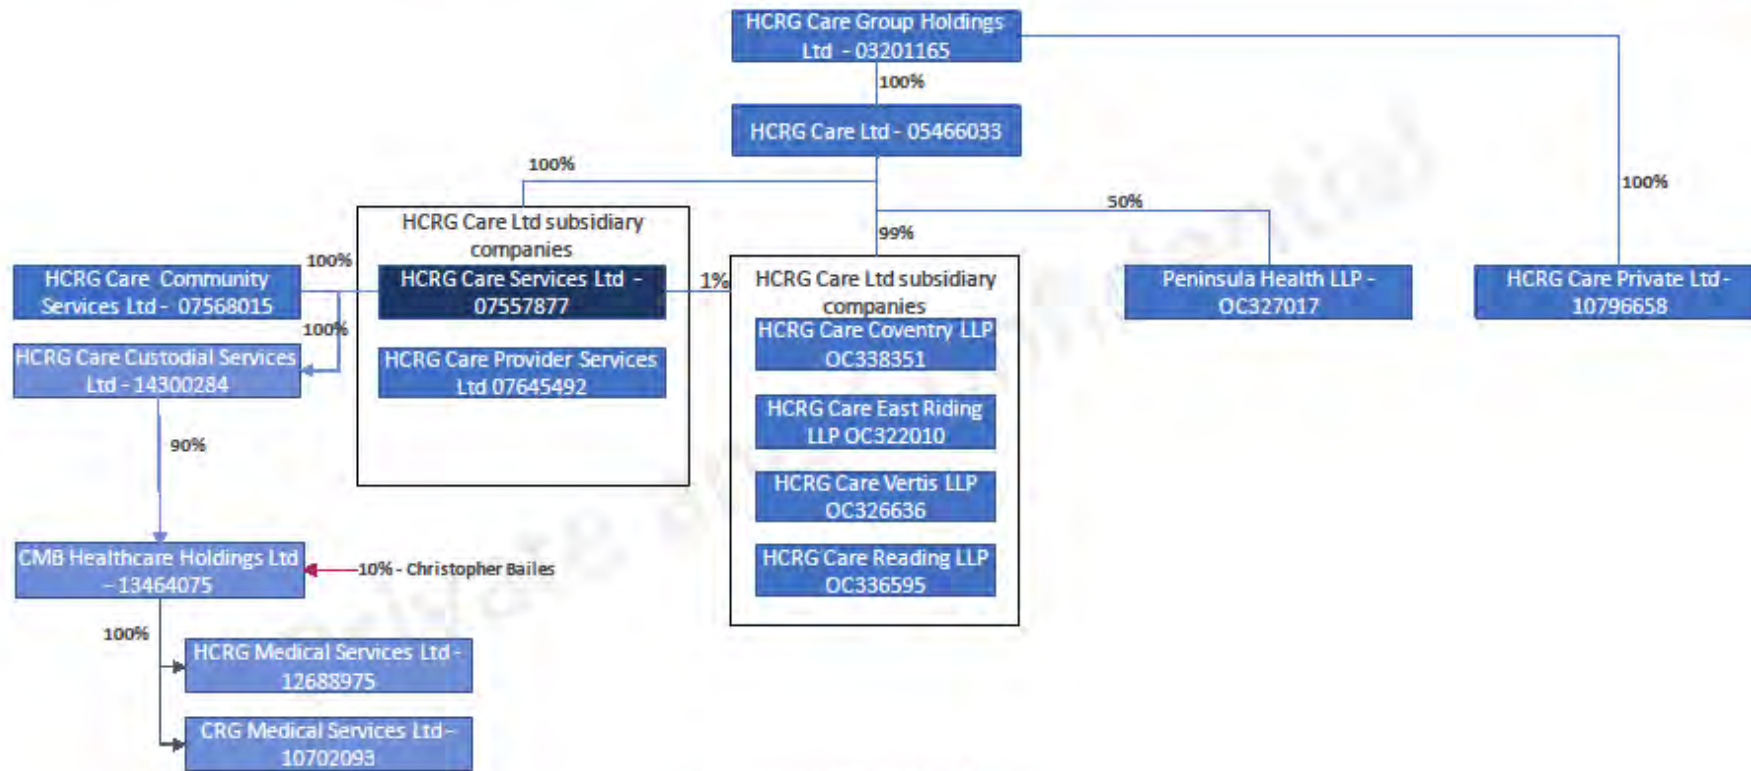 HCRG Care Group Holdings
Ltd - 03201165
100%
HCRG Care Ltd - 05466033
100%
50%
100%
99%
HCRG Care Ltd subsidiary
companies
HCRG Care Community
Services Ltd - 07568015
100%
HCRG Care Services Ltd -
07557877
1%
HCRG Care Ltd subsidiary
companies
Peninsula Health LLP -
OC327017
HCRG Care Private Ltd -
10796658
100%
HCRG Care Custodial Services
Ltd - 14300284
HCRG Care Provider Services
Ltd 07645492
HCRG Care Coventry LLP
OC338351
HCRG Care East Riding
LLP OC322010
90%
HCRG Care Vertis LLP
OC326636
CMB Healthcare Holdings Ltd
- 13464075
10% - Christopher Bailes
HCRG Care Reading LLP
OC336595
100%
HCRG Medical Services Ltd -
12688975
CRG Medical Services Ltd -
10702093
Private and Confidential